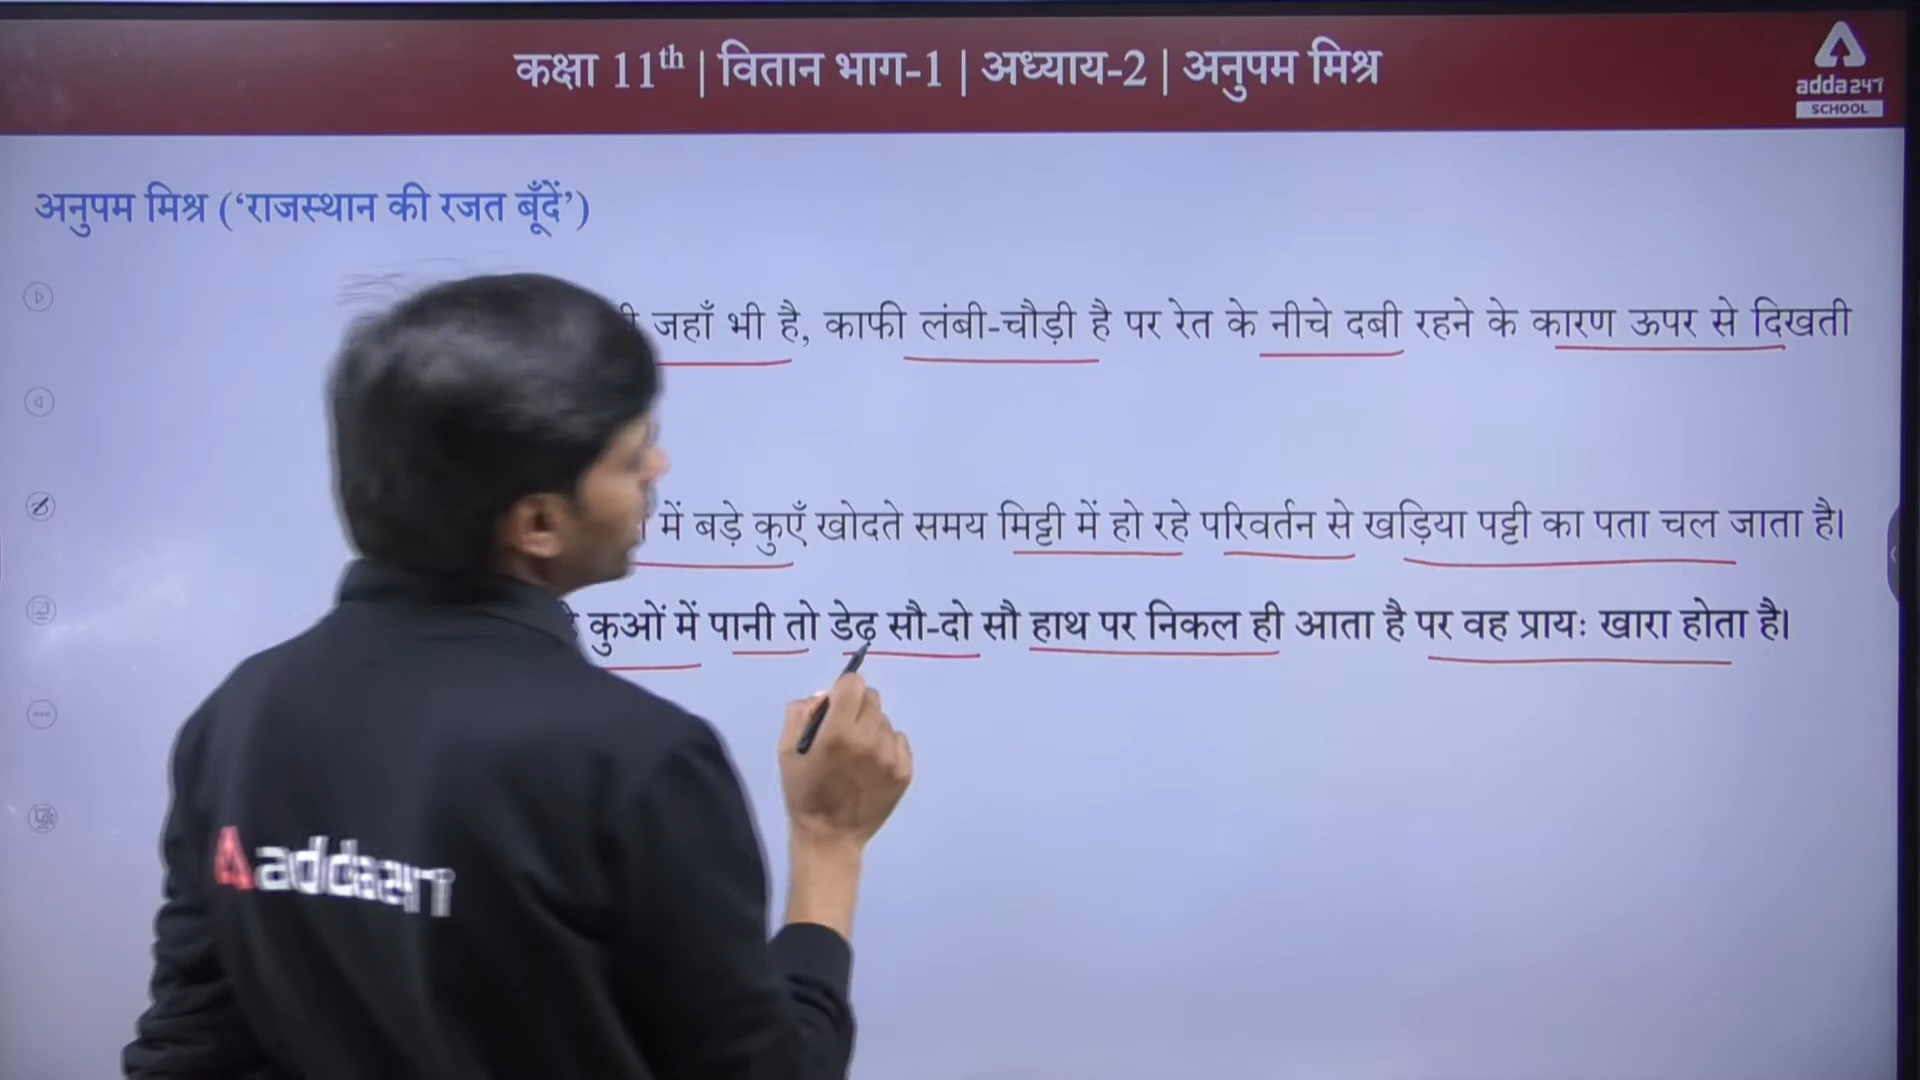 कक्षा 11th | वितान भाग-1 | अध्याय-2 | अनुपम मिश्र
adda247
SCHOOL
अनुपम मिश्र (‘राजस्थान की रजत बूँदें’)
जहाँ भी है, काफी लंबी-चौड़ी है पर रेत के नीचे दबी रहने के कारण ऊपर से दिखती
में बड़े कुएँ खोदते समय मिट्टी में हो रहे परिवर्तन से खड़िया पट्टी का पता चल जाता है।
कुओं में पानी तो डेढ़ सौ-दो सौ हाथ पर निकल ही आता है पर वह प्रायः खारा होता है।
adda247